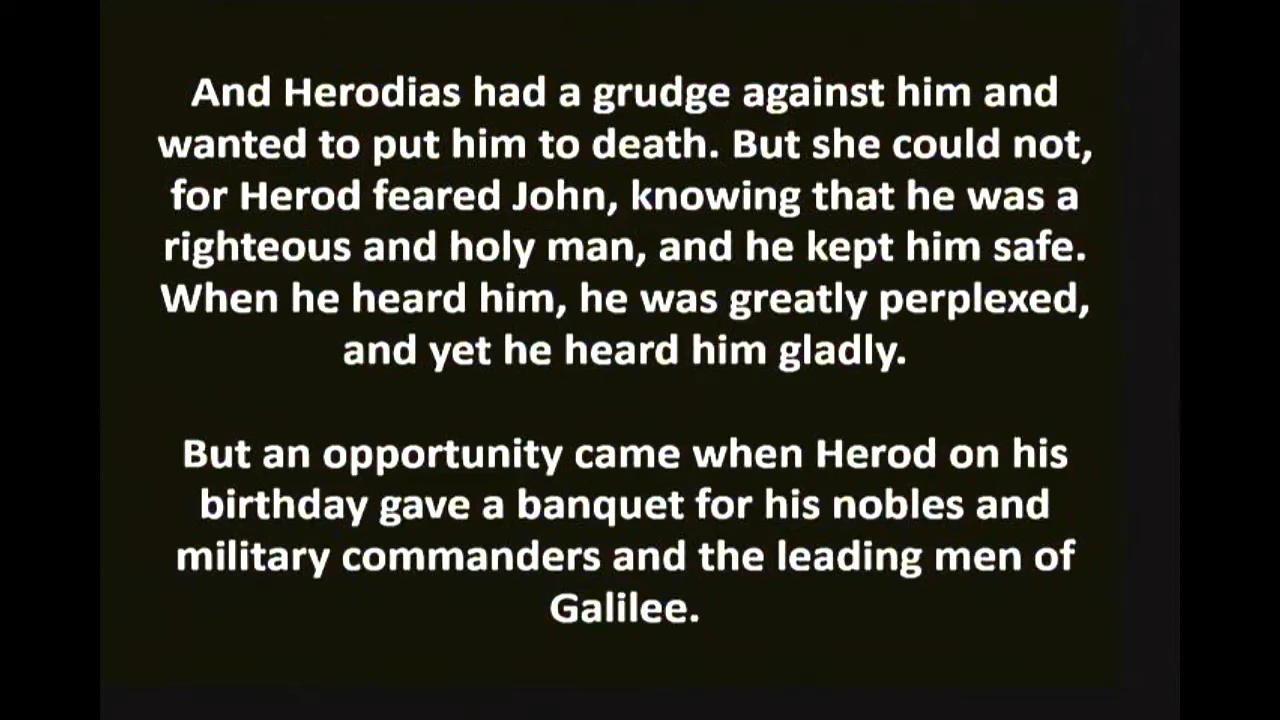 And Herodias had a grudge against him and
wanted to put him to death. But she could not,
for Herod feared John, knowing that he was a
righteous and holy man, and he kept him safe.
When he heard him, he was greatly perplexed,
and yet he heard him gladly.
But an opportunity came when Herod on his
birthday gave a banquet for his nobles and
military commanders and the leading men of
Galilee.